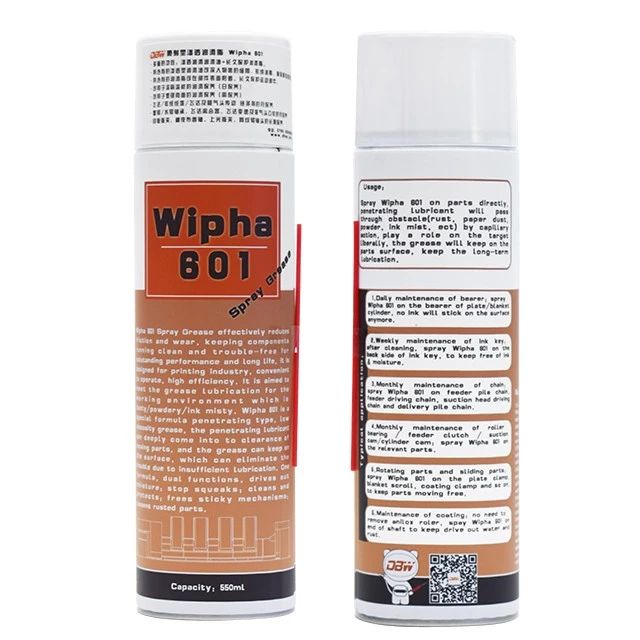 Wipha 601
Wipha
601
Spray Grease
Wipha 601 Spray Grease effectively reduces
friction and wear, keeping components
running clean and trouble-free for
outstanding performance and long life. It is
designed for printing industry, convenient
to operate, high efficiency. It is aimed to
meet the grease lubrication for the
working environment which is
dusty/powdery/ink misty. Wipha 601 is a
special formula penetrating type, low
viscosity grease, the penetrating lubricant
can deeply come into to clearance of
moving parts, and the grease can keep on
the surface, which can eliminate the
trouble due to insufficient lubrication. One
formula, dual functions, drives out
moisture; stop squeaks; cleans and
protects; frees sticky mechanisms;
loosens rusted parts.
Capacity: 550ml
Usage:
Spray Wipha 601 on parts directly,
penetrating lubricant will pass
through obstacle(rust, paper dust,
powder, ink mist, ect) by capillary
action, play a role on the target
liberally, the grease will keep on the
parts surface, keep the long-term
lubrication.
Typical application:
1.Daily maintenance of bearer; spray
Wipha 601 on the bearer of plate/blanket
cylinder, no ink will stick on the surface
anymore.
2.Weekly maintenance of ink key;
after cleaning, spray Wipha 601 on the
back side of ink key, to keep free of ink
& moisture.
3.Monthly maintenance of chain,
spray Wipha 601 on feeder pile chain,
feeder driving chain, suction head driving
chain and delivery pile chain.
4.Monthly maintenance of roller
bearing / feeder clutch / suction
cam/cylinder cam; spray Wipha 601 on
the relevant parts.
5.Rotating parts and sliding parts,
spray Wipha 601 on the plate clamp
blanket scroll, coating clamp and so on
to keep parts moving free.
6.Maintenance of coating; no need to
remove anilox roler, spay Wipha 601 on
end of shaft to keep drive out water and
rust.
DBW